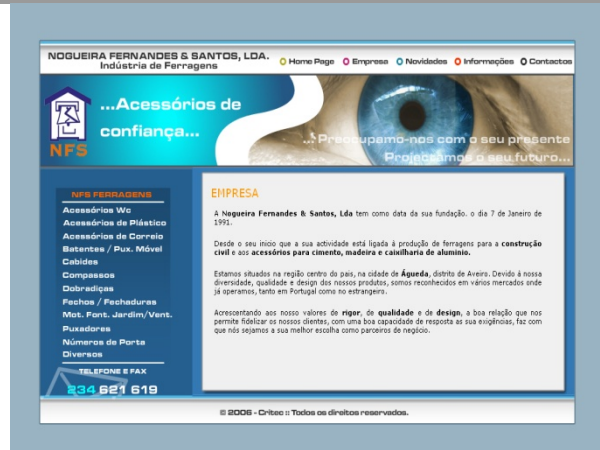 NOGUEIRA FERNANDES & SANTOS, LDA.
Indústria de Ferragens
Home Page Empresa Novidades Informações Contactos
...Acessórios de
confiança...
NFS
...Preocupamo-nos com o seu presente
Projectamos o seu futuro...
NFS FERRAGENS
Acessórios Wc
Acessórios de Plástico
Acessórios de Correio
Batentes / Pux. Móvel
Cabides
Compassos
Dobradiças
Fechos / Fechaduras
Mot. Font. Jardim/Vent.
Puxadores
Números de Porta
Diversos
TELEFONE E FAX
234 621 619
EMPRESA
A Nogueira Fernandes & Santos, Lda tem como data da sua fundação. o dia 7 de Janeiro de
1991.
Desde o seu inicio que a sua actividade está ligada à produção de ferragens para a construção
civil e aos acessórios para cimento, madeira e caixilharia de aluminio.
Estamos situados na região centro do pais, na cidade de Águeda, distrito de Aveiro. Devido á nossa
diversidade, qualidade e design dos nossos produtos, somos reconhecidos em vários mercados onde
já operamos, tanto em Portugal como no estrangeiro.
Acrescentando aos nosso valores de rigor, de qualidade e de design, a boa relação que nos
permite fidelizar os nossos clientes, com uma boa capacidade de resposta as sua exigências, faz com
que nós sejamos a sua melhor escolha como parceiros de negócio.
© 2006 - Critec :: Todos os direitos reservados.